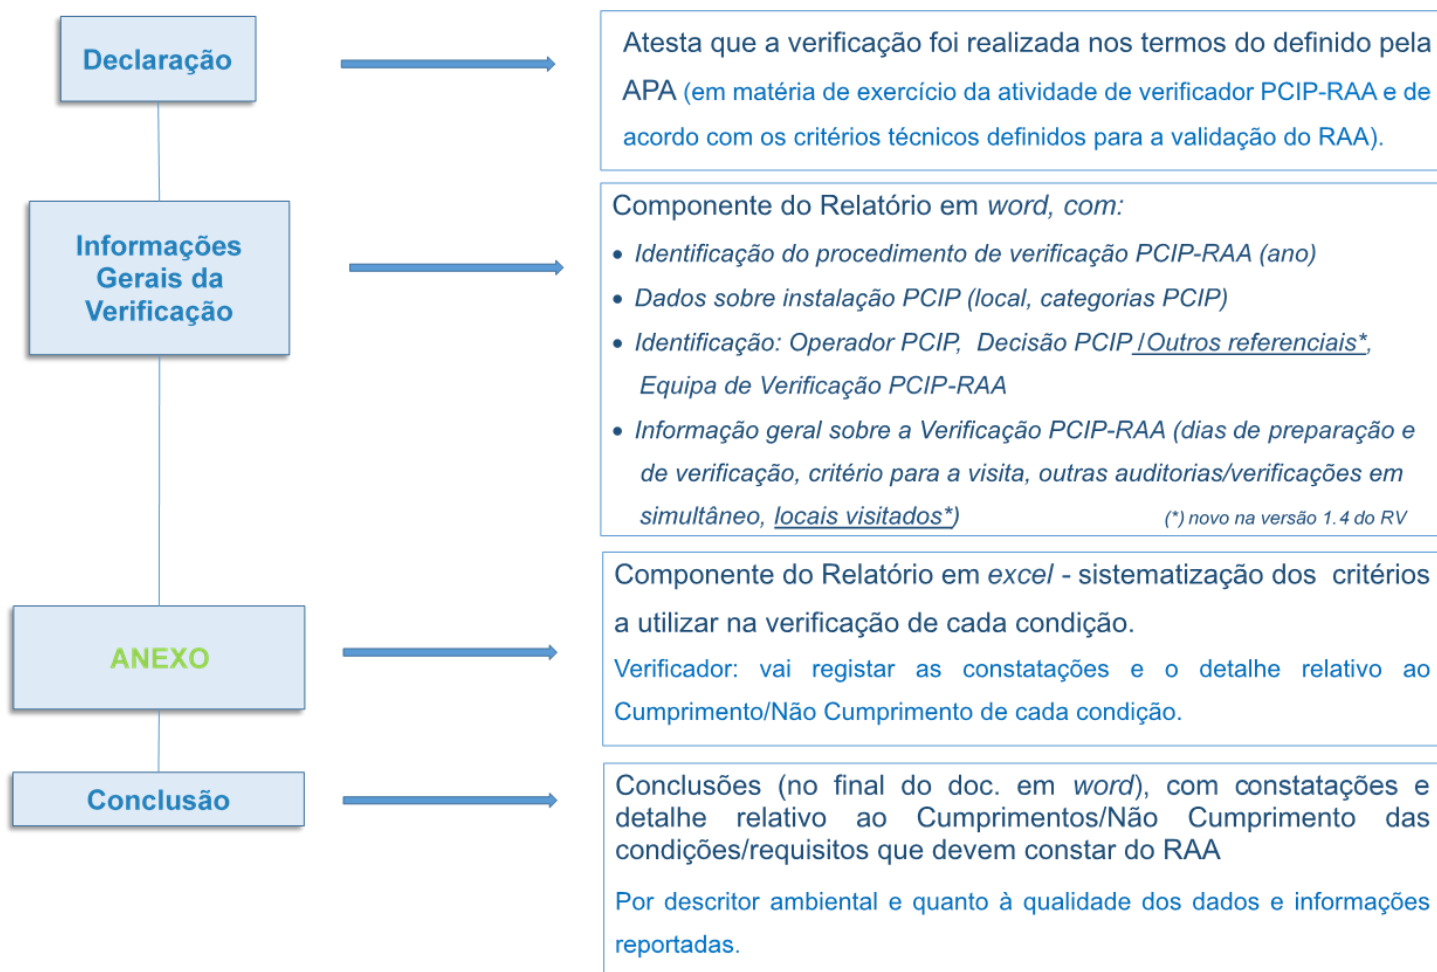 Declaração
Atesta que a verificação foi realizada nos termos do definido pela
APA (em matéria de exercício da atividade de verificador PCIP-RAA e de
acordo com os critérios técnicos definidos para a validação do RAA).
Informações
Gerais da
Verificação
Componente do Relatório em word, com:
• Identificação do procedimento de verificação PCIP-RAA (ano)
• Dados sobre instalação PCIP (local, categorias PCIP)
• Identificação: Operador PCIP, Decisão PCIP /Outros referenciais*,
Equipa de Verificação PCIP-RAA
• Informação geral sobre a Verificação PCIP-RAA (dias de preparação e
de verificação, critério para a visita, outras auditorias/verificações em
simultâneo, locais visitados*)
(*) novo na versão 1.4 do RV
ANEXO
Componente do Relatório em excel - sistematização dos critérios
a utilizar na verificação de cada condição.
Verificador: vai registar as constatações e o detalhe relativo ao
Cumprimento/Não Cumprimento de cada condição.
Conclusão
Conclusões (no final do doc. em word), com constatações e
detalhe relativo ao Cumprimentos/Não Cumprimento das
condições/requisitos que devem constar do RAA
Por descritor ambiental e quanto à qualidade dos dados e informações
reportadas.